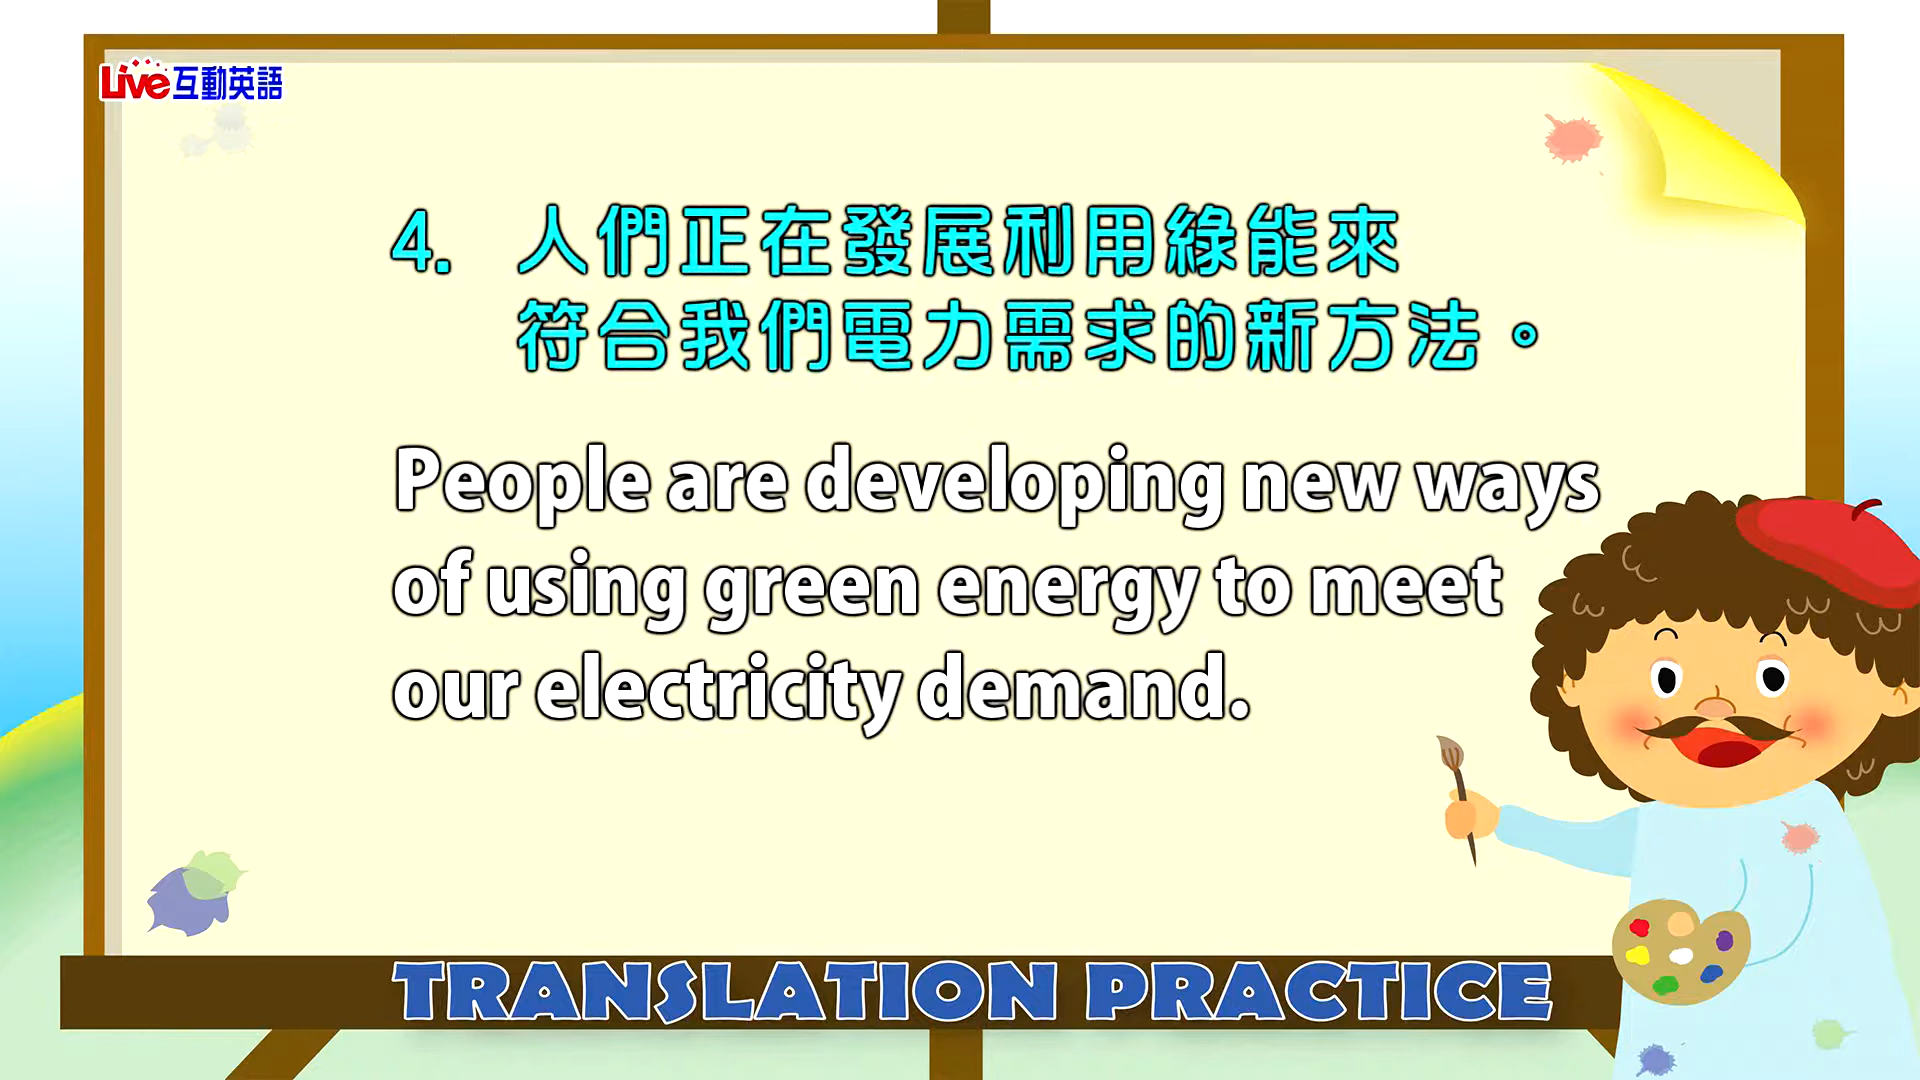 Live互動英語
4. 人們正在發展利用綠能來
符合我們電力需求的新方法。
People are developing new ways
of using green energy to meet
our electricity demand.
TRANSLATION PRACTICE